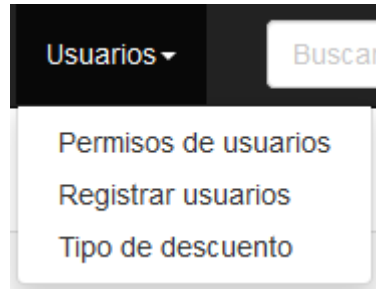 Usuarios
Buscar
Permisos de usuarios
Registrar usuarios
Tipo de descuento